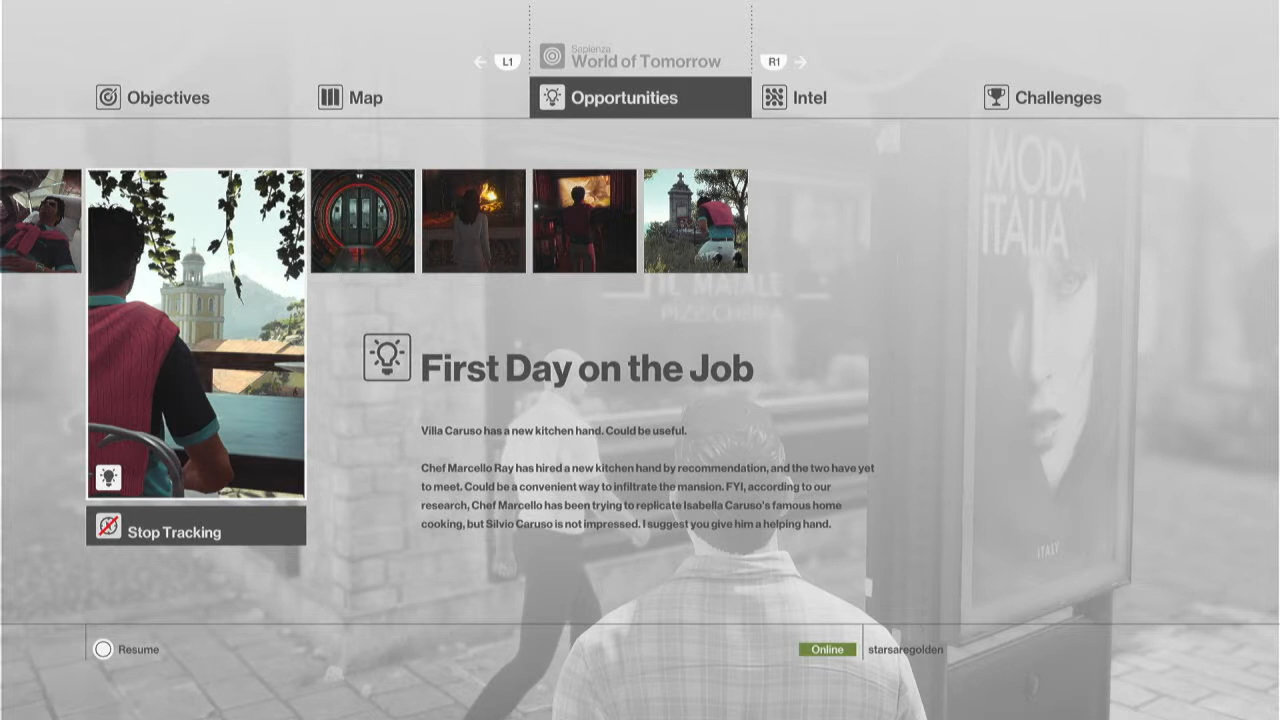 L1
Sapienza
World of Tomorrow
R1
Objectives
Map
Opportunities
Intel
Challenges
MODA
ITALIA
IL MAIALE
PIZZICHERIA
First Day on the Job
Villa Caruso has a new kitchen hand. Could be useful.
Chef Marcello Ray has hired a new kitchen hand by recommendation, and the two have yet
to meet. Could be a convenient way to infiltrate the mansion. FYI, according to our
research, Chef Marcello has been trying to replicate Isabella Caruso's famous home
cooking, but Silvio Caruso is not impressed. I suggest you give him a helping hand.
Stop Tracking
ITALY
Resume
Online
starsaregolden